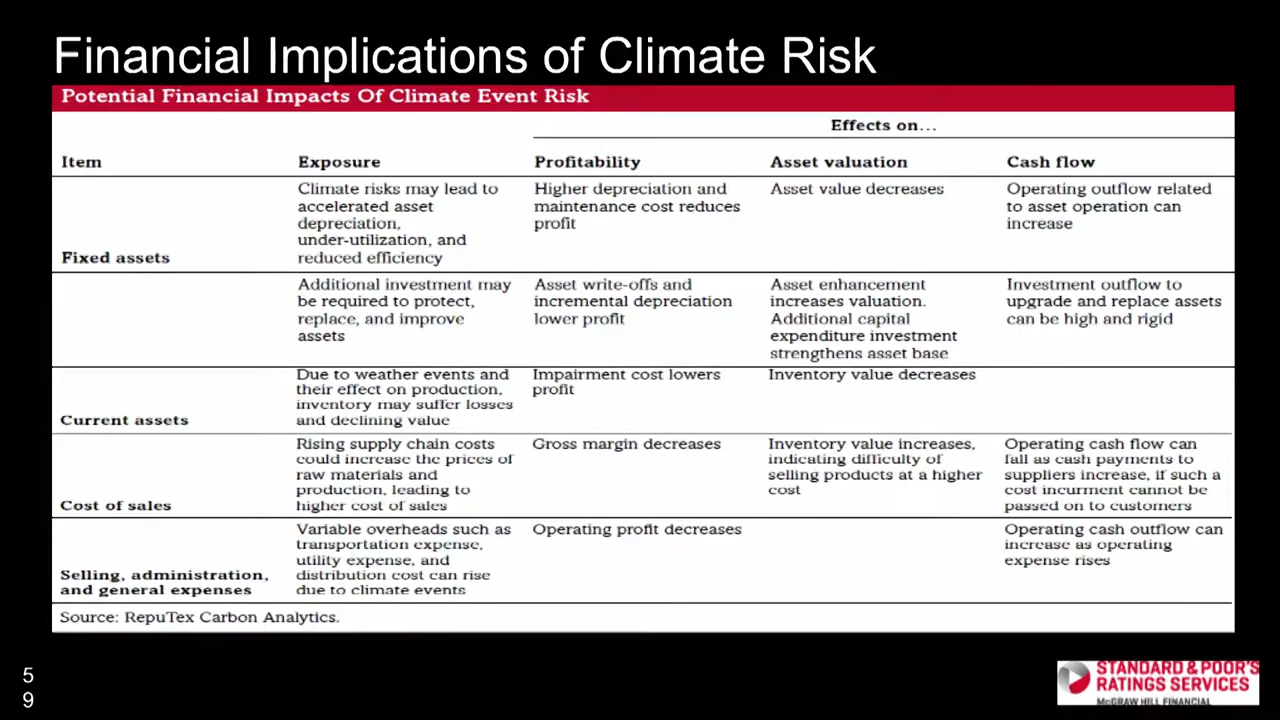 Financial Implications of Climate Risk
Potential Financial Impacts Of Climate Event Risk
Effects on...
Item Exposure Profitability Asset valuation Cash flow
Climate risks may lead to
accelerated asset
depreciation,
under-utilization, and
reduced efficiency
Higher depreciation and
maintenance cost reduces
profit
Asset value decreases
Operating outflow related
to asset operation can
increase
Fixed assets
Additional investment may
be required to protect,
replace, and improve
assets
Asset write-offs and
incremental depreciation
lower profit
Asset enhancement
increases valuation.
Additional capital
expenditure investment
strengthens asset base
Investment outflow to
upgrade and replace assets
can be high and rigid
Current assets
Due to weather events and
their effect on production,
inventory may suffer losses
and declining value
Impairment cost lowers
profit
Inventory value decreases
Cost of sales
Rising supply chain costs
could increase the prices of
raw materials and
production, leading to
higher cost of sales
Gross margin decreases
Inventory value increases,
indicating difficulty of
selling products at a higher
cost
Operating cash flow can
fall as cash payments to
suppliers increase, if such a
cost incurment cannot be
passed on to customers
Selling, administration,
and general expenses
Variable overheads such as
transportation expense,
utility expense, and
distribution cost can rise
due to climate events
Operating profit decreases
Operating cash outflow can
increase as operating
expense rises
Source: RepuTex Carbon Analytics.
5
9
STANDARD & POOR'S
RATINGS SERVICES
McGRAW HILL FINANCIAL